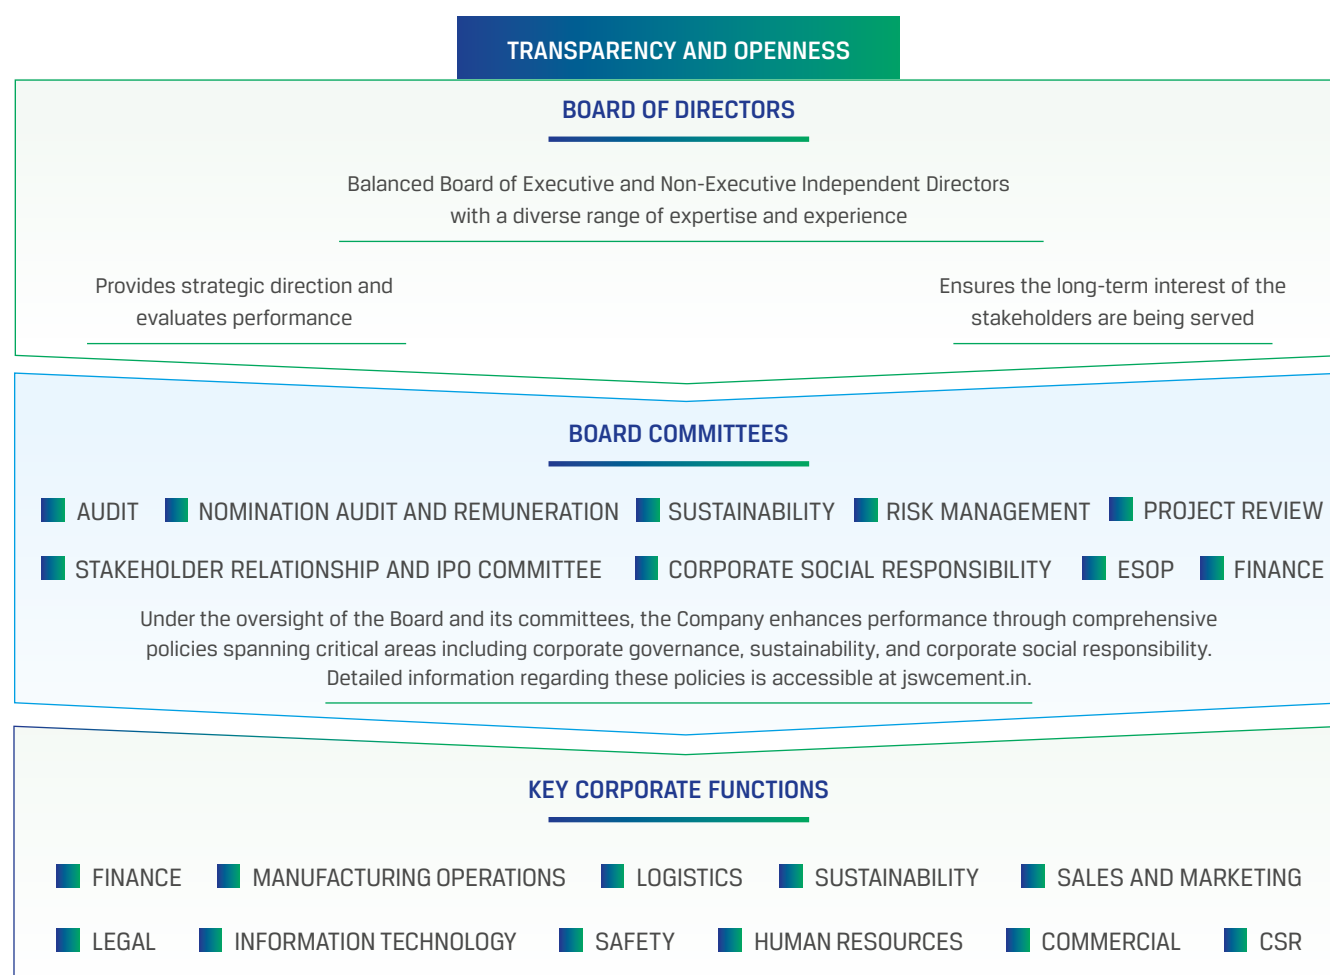 TRANSPARENCY AND OPENNESS
BOARD OF DIRECTORS
Balanced Board of Executive and Non-Executive Independent Directors
with a diverse range of expertise and experience
Provides strategic direction and
evaluates performance
Ensures the long-term interest of the
stakeholders are being served
BOARD COMMITTEES
AUDIT NOMINATION AUDIT AND REMUNERATION SUSTAINABILITY RISK MANAGEMENT PROJECT REVIEW
STAKEHOLDER RELATIONSHIP AND IPO COMMITTEE CORPORATE SOCIAL RESPONSIBILITY ESOP FINANCE
Under the oversight of the Board and its committees, the Company enhances performance through comprehensive
policies spanning critical areas including corporate governance, sustainability, and corporate social responsibility.
Detailed information regarding these policies is accessible at jswcement.in.
KEY CORPORATE FUNCTIONS
FINANCE MANUFACTURING OPERATIONS LOGISTICS SUSTAINABILITY SALES AND MARKETING
LEGAL INFORMATION TECHNOLOGY SAFETY HUMAN RESOURCES COMMERCIAL CSR